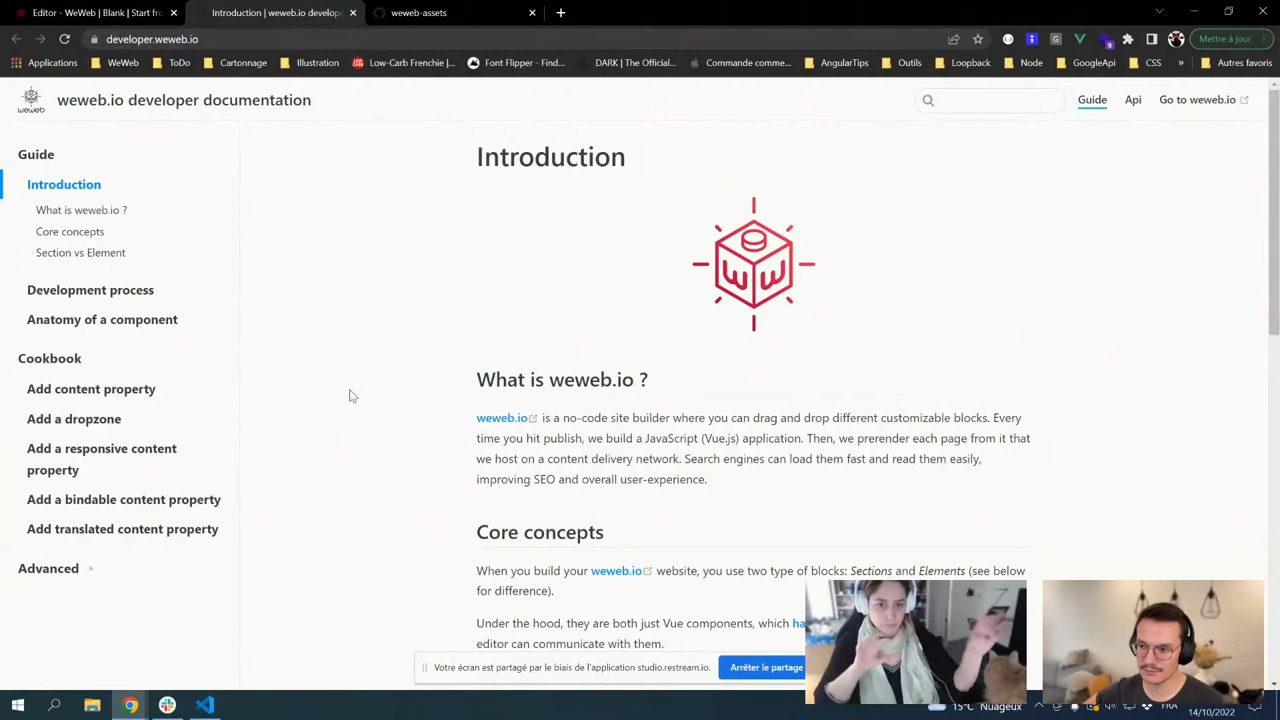 Editor - WeWeb | Blank | Start fro
Introduction | weweb.io develop
weweb-assets
developer.weweb.io
Mettre à jour
Applications
WeWeb
ToDo
Cartonnage
Illustration
Low-Carb Frenchie |...
Font Flipper - Find...
DARK | The Official...
Commande comme...
AngularTips
Outils
Loopback
Node
GoogleApi
CSS
»
Autres favoris
weweb
weweb.io developer documentation
Guide
Api
Go to weweb.io
Guide
Introduction
What is weweb.io ?
Core concepts
Section vs Element
Development process
Anatomy of a component
Cookbook
Add content property
Add a dropzone
Add a responsive content
property
Add a bindable content property
Add translated content property
Advanced
Introduction
What is weweb.io ?
weweb.io is a no-code site builder where you can drag and drop different customizable blocks. Every
time you hit publish, we build a JavaScript (Vue.js) application. Then, we prerender each page from it that
we host on a content delivery network. Search engines can load them fast and read them easily,
improving SEO and overall user-experience.
Core concepts
When you build your weweb.io website, you use two type of blocks: Sections and Elements (see below
for difference).
Under the hood, they are both just Vue components, which ha
editor can communicate with them.
Votre écran est partagé par le biais de l'application studio.restream.io.
Arrêter le partage
15°C Nuageux
14/10/2022